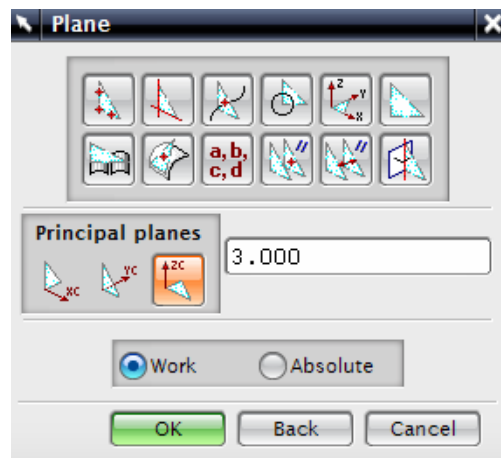 Plane
Z
Y
X
a, b,
c, d
Principal planes
XC
YC
ZC
3.000
Work
Absolute
OK
Back
Cancel